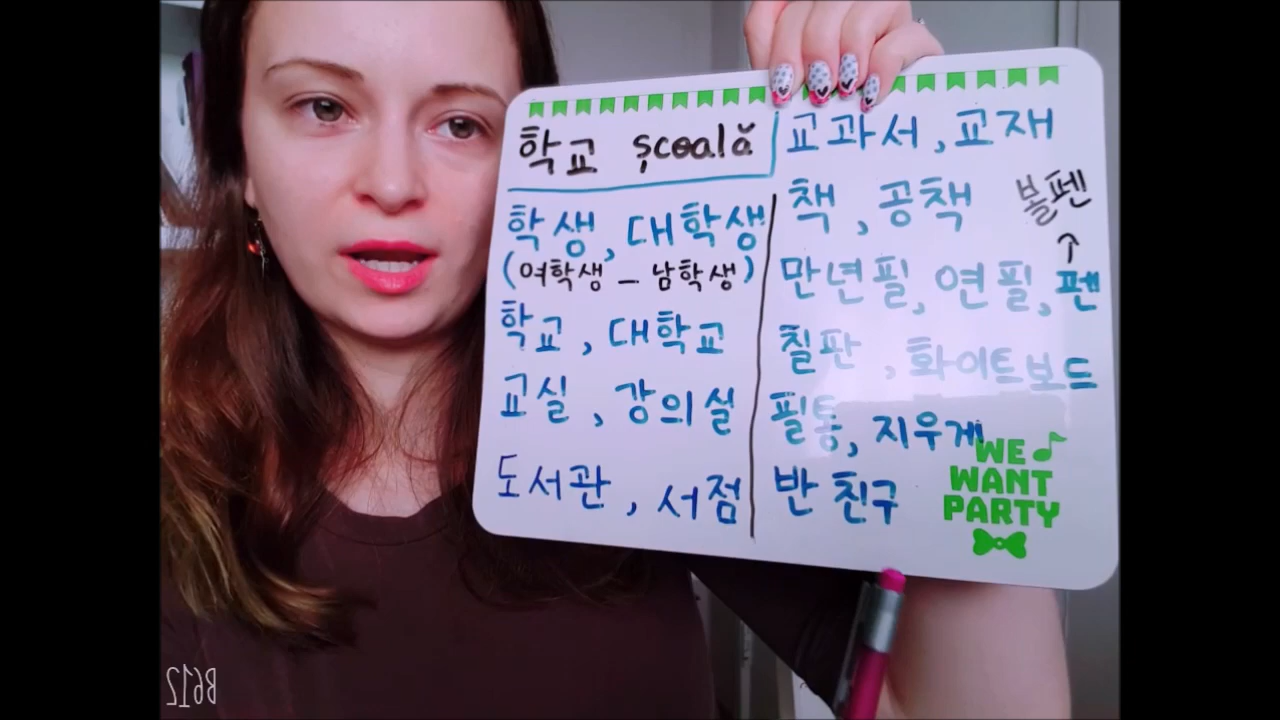 학교 școală
학생, 대학생
(여학생 – 남학생)
학교, 대학교
교실, 강의실
도서관, 서점
교과서, 교재
책, 공책
볼펜
↑
만년필, 연필, 펜
칠판, 화이트보드
필통, 지우게
반 친구
WE
WANT
PARTY
B612